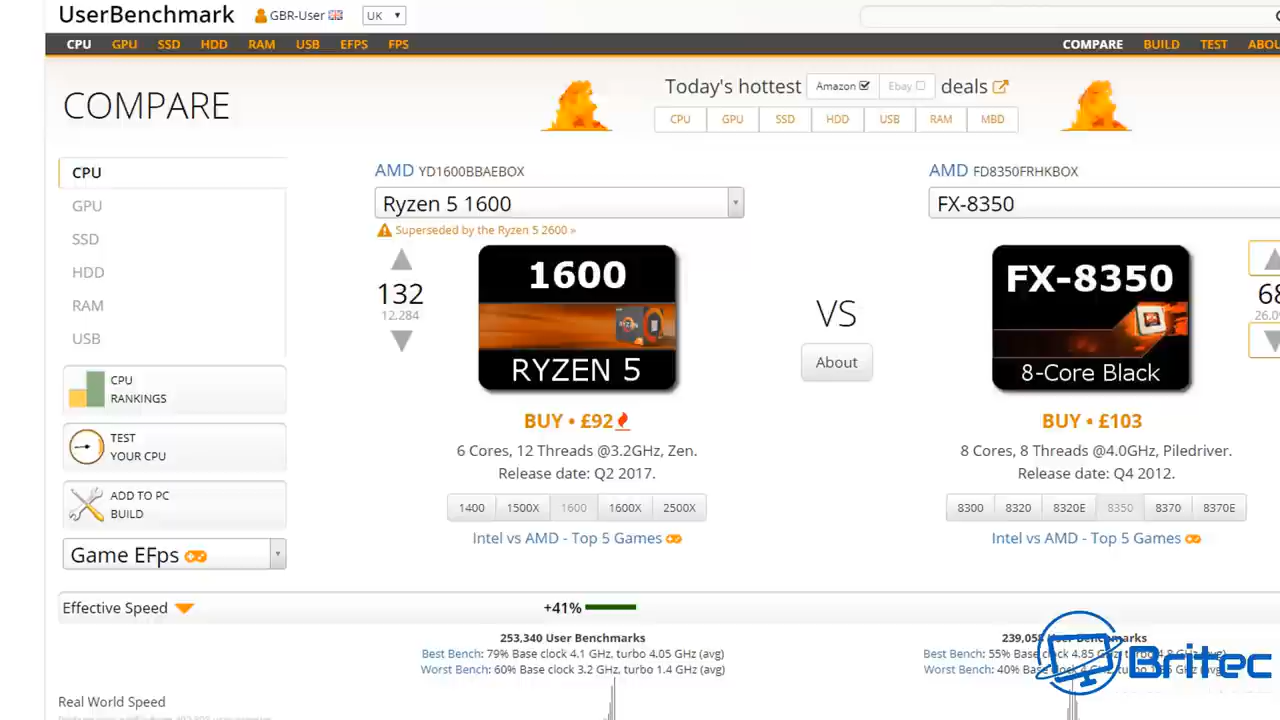 UserBenchmark GBR-User UK
CPU GPU SSD HDD RAM USB EFPS FPS COMPARE BUILD TEST
COMPARE
Today's hottest Amazon Ebay deals
CPU GPU SSD HDD USB RAM MBD
CPU
GPU
SSD
HDD
RAM
USB
CPU
RANKINGS
TEST
YOUR CPU
ADD TO PC
BUILD
Game EFps
AMD YD1600BBAEBOX
Ryzen 5 1600
Superseded by the Ryzen 5 2600 »
132
12,284
1600
RYZEN 5
BUY • £92
6 Cores, 12 Threads @3.2GHz, Zen.
Release date: Q2 2017.
1400 1500X 1600 1600X 2500X
Intel vs AMD - Top 5 Games
VS
About
AMD FD8350FRHKBOX
FX-8350
FX-8350
8-Core Black
BUY • £103
8 Cores, 8 Threads @4.0GHz, Piledriver.
Release date: Q4 2012.
8300 8320 8320E 8350 8370 8370E
Intel vs AMD - Top 5 Games
Effective Speed +41%
253,340 User Benchmarks
Best Bench: 79% Base clock 4.1 GHz, turbo 4.05 GHz (avg)
Worst Bench: 60% Base clock 3.2 GHz, turbo 1.4 GHz (avg)
Best Bench: 55% Base
Worst Bench: 40% Base
Real World Speed
Britec